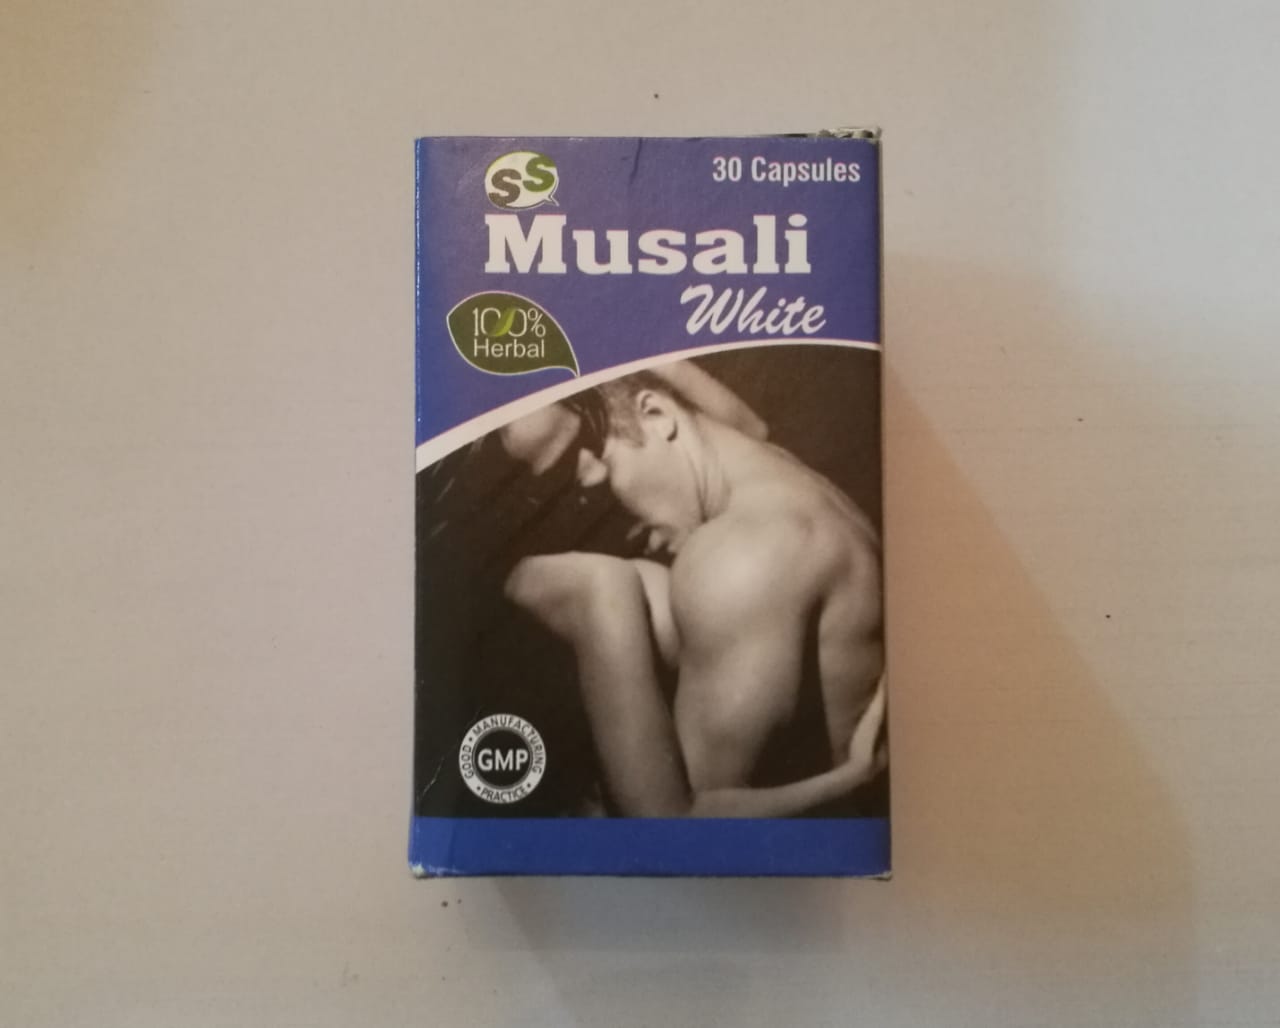 SS
30 Capsules
Musali
White
100%
Herbal
GOOD • MANUFACTURING • PRACTICE •
GMP